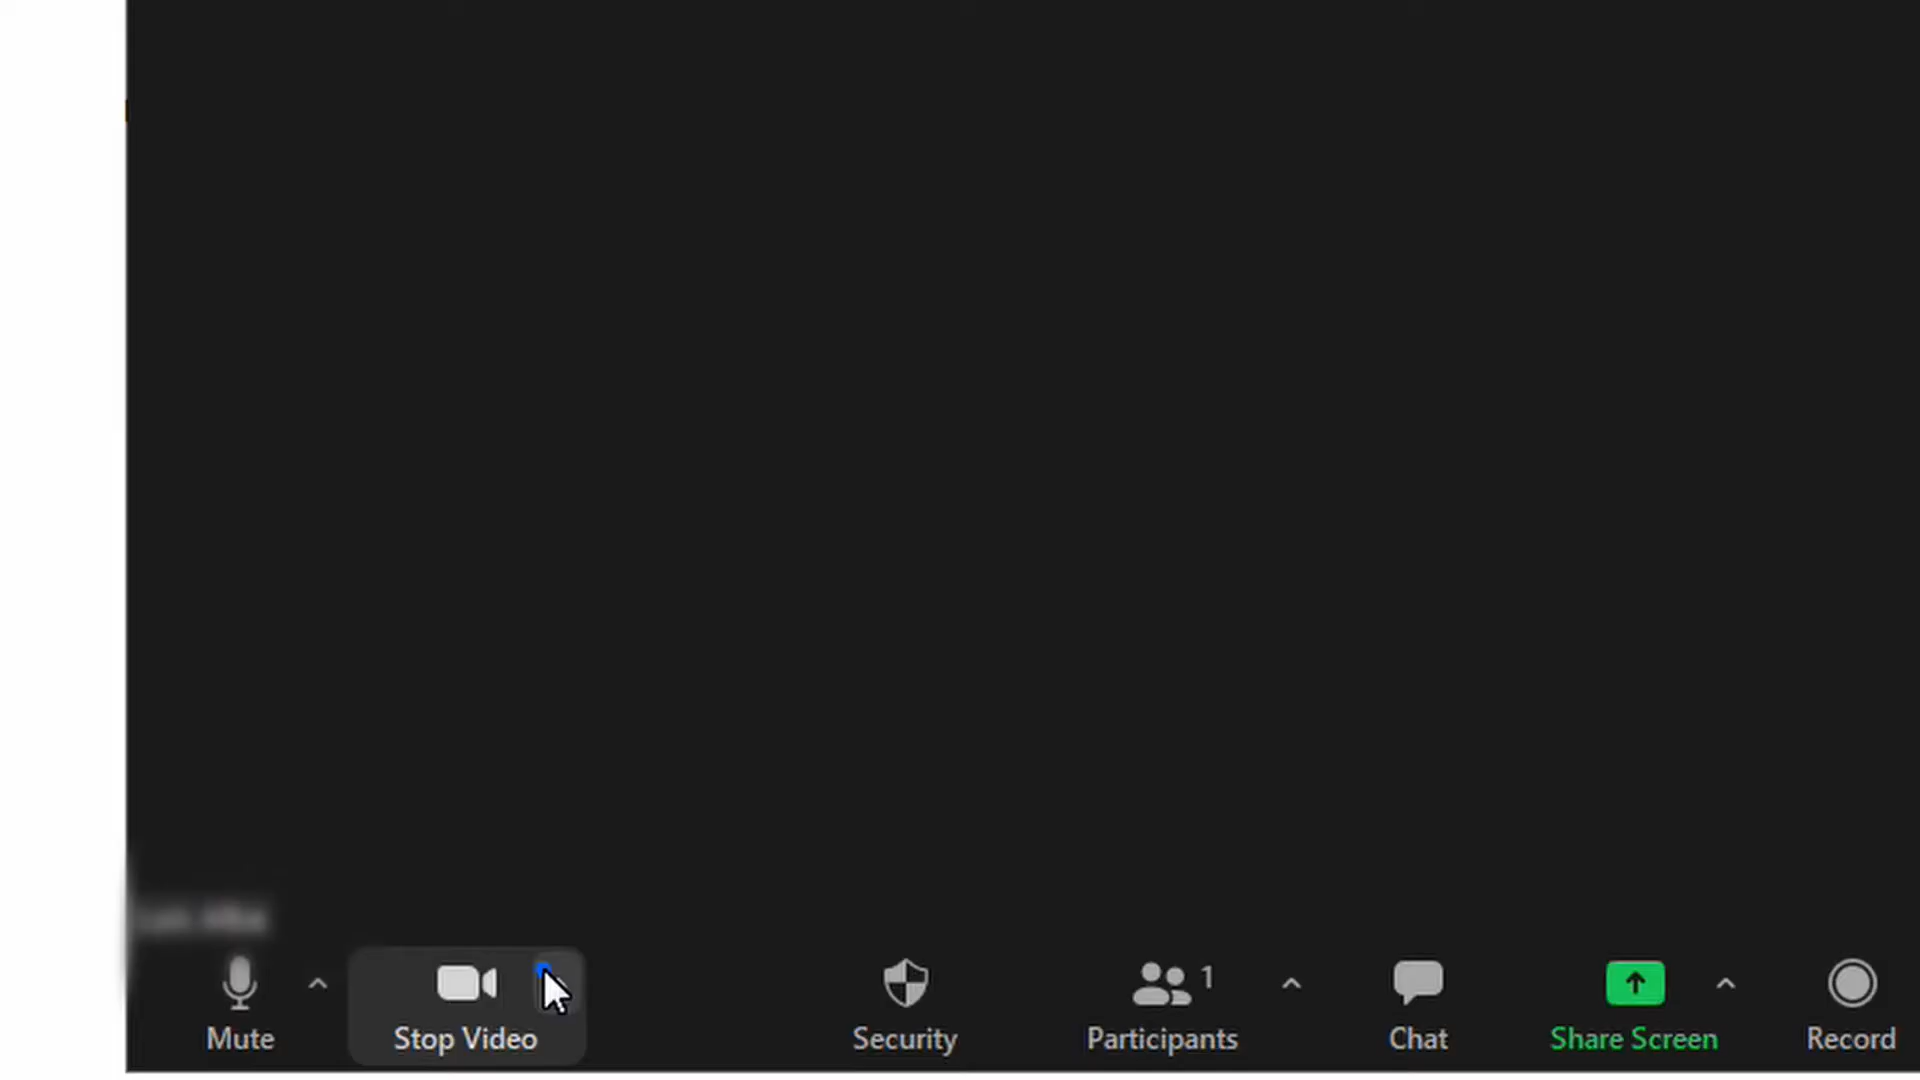 1
Mute
Stop Video
Security
Participants
Chat
Share Screen
Record